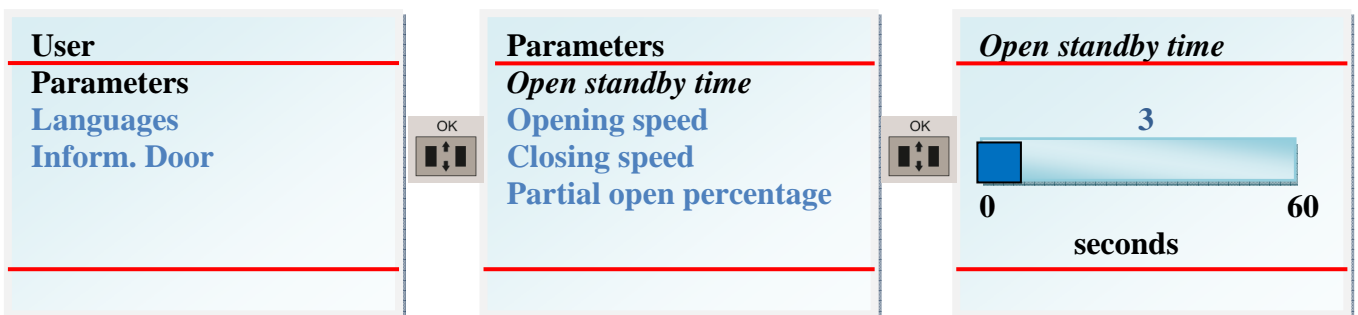 User
Parameters
Languages
Inform. Door
OK
Parameters
Open standby time
Opening speed
Closing speed
Partial open percentage
OK
Open standby time
3
0 60
seconds